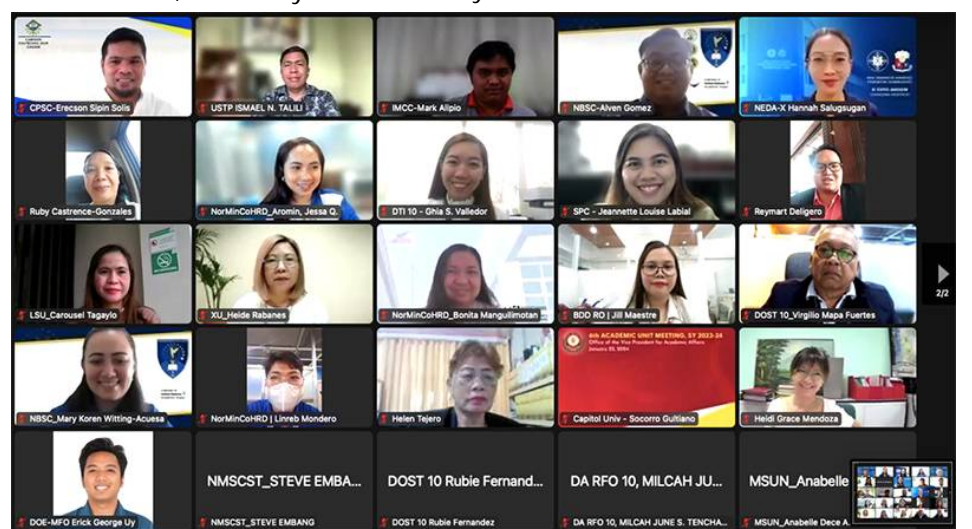 CPSC-Erecson Sipin Solis
USTP ISMAEL N. TALILI
IMCC-Mark Alipio
NBSC-Alven Gomez
NEDA-X Hannah Salugsugan
Ruby Castrence-Gonzales
NorMinCoHRD_Aromin, Jessa Q.
DTI 10 - Ghia S. Valledor
SPC - Jeannette Louise Labial
Reymart Deligero
2/2
LSU_Carousel Tagaylo
XU_Heide Rabanes
NorMinCoHRD_Bonita Manguilimotan
BDD RO | Jill Maestre
DOST 10_Virgilio Mapa Fuertes
6th ACADEMIC UNIT MEETING, SY 2023-24
Office of the Vice President for Academic Affairs
NBSC_Mary Koren Witting-Acuesa
NorMinCoHRD | Linreb Mondero
Helen Tejero
Capitol Univ - Socorro Gultiano
Heidi Grace Mendoza
NMSCST_STEVE EMBA...
DOST 10 Rubie Fernand...
DA RFO 10, MILCAH JU...
MSUN_Anabelle
DOE-MFO Erick George Uy
NMSCST_STEVE EMBANG
DOST 10 Rubie Fernandez
DA RFO 10, MILCAH JUNE S. TENCHA...
MSUN_Anabelle Dece A